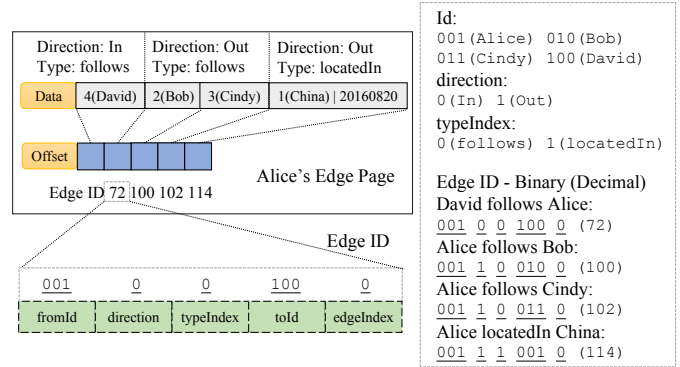 Direction: In Direction: Out Direction: Out
Type: follows Type: follows Type: locatedIn
Data 4(David) 2(Bob) 3(Cindy) 1(China) | 20160820
Offset
Alice's Edge Page
Edge ID 72 100 102 114
Edge ID
001 0 0 100 0
fromId direction typeIndex toId edgeIndex
Id:
001(Alice) 010(Bob)
011(Cindy) 100(David)
direction:
0(In) 1(Out)
typeIndex:
0(follows) 1(locatedIn)
Edge ID - Binary (Decimal)
David follows Alice:
001 0 0 100 0 (72)
Alice follows Bob:
001 1 0 010 0 (100)
Alice follows Cindy:
001 1 0 011 0 (102)
Alice locatedIn China:
001 1 1 001 0 (114)